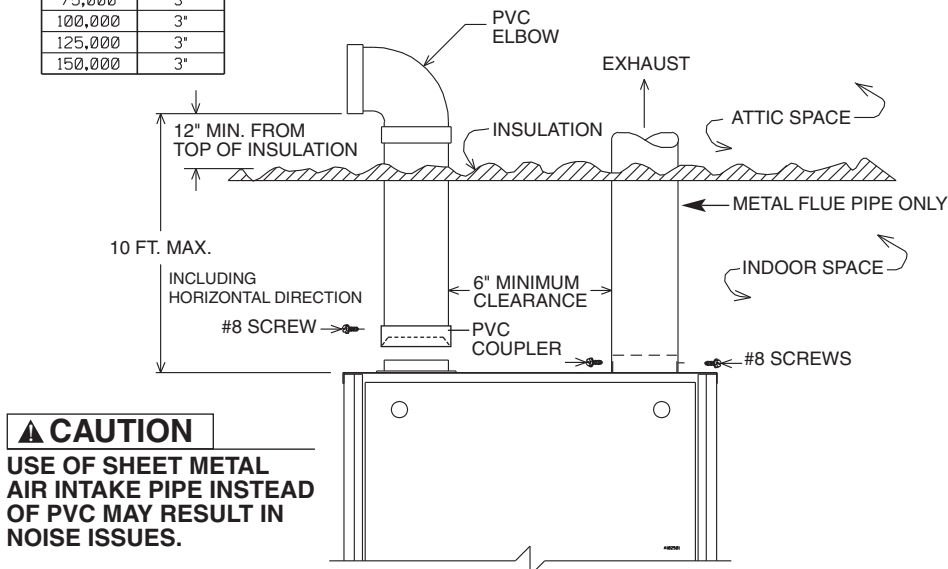 75,000 3"
100,000 3"
125,000 3"
150,000 3"
PVC
ELBOW
EXHAUST
ATTIC SPACE
12" MIN. FROM
TOP OF INSULATION
INSULATION
METAL FLUE PIPE ONLY
10 FT. MAX.
INCLUDING
HORIZONTAL DIRECTION
6" MINIMUM
CLEARANCE
INDOOR SPACE
#8 SCREW
PVC
COUPLER
#8 SCREWS
CAUTION
USE OF SHEET METAL
AIR INTAKE PIPE INSTEAD
OF PVC MAY RESULT IN
NOISE ISSUES.